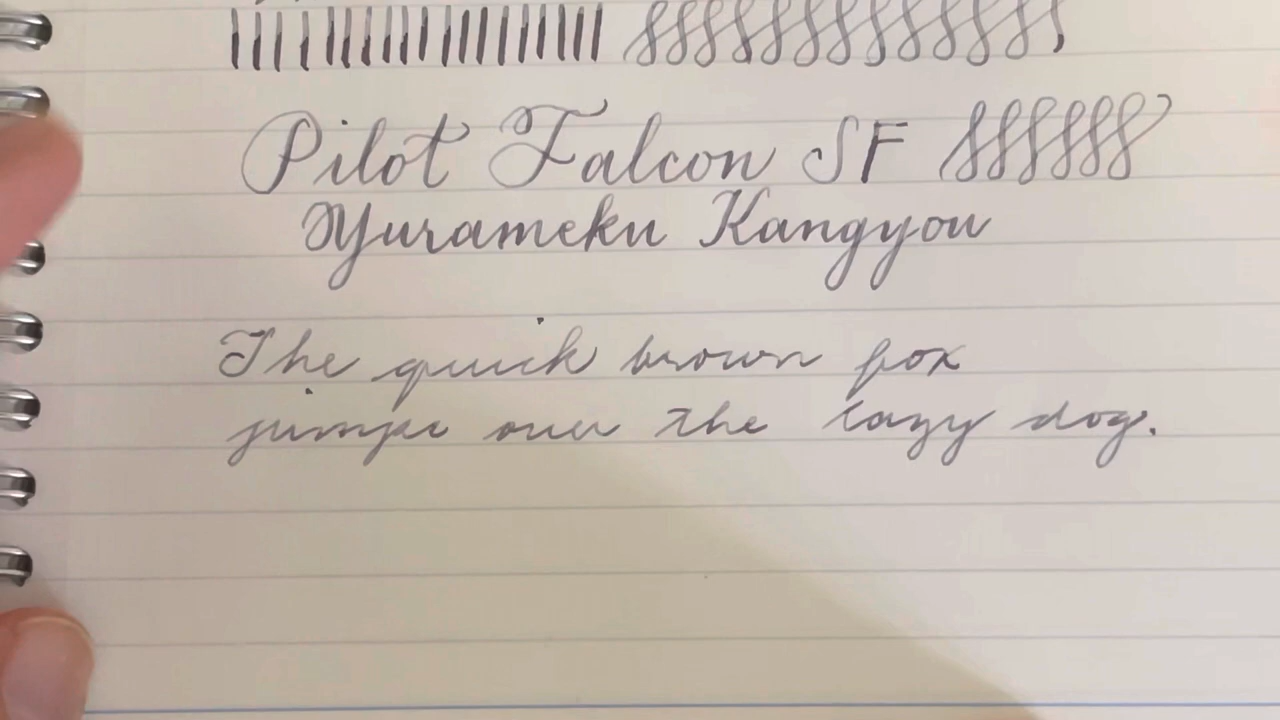 Pilot Falcon SF
Yurameku Kangyou
The quick brown fox
jumps over the lazy dog.